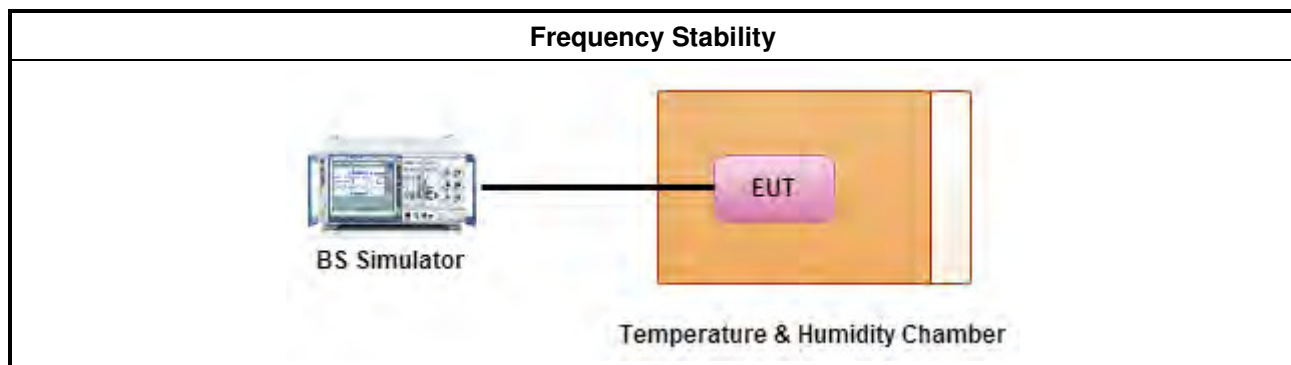 Frequency Stability
EUT
BS Simulator
Temperature & Humidity Chamber